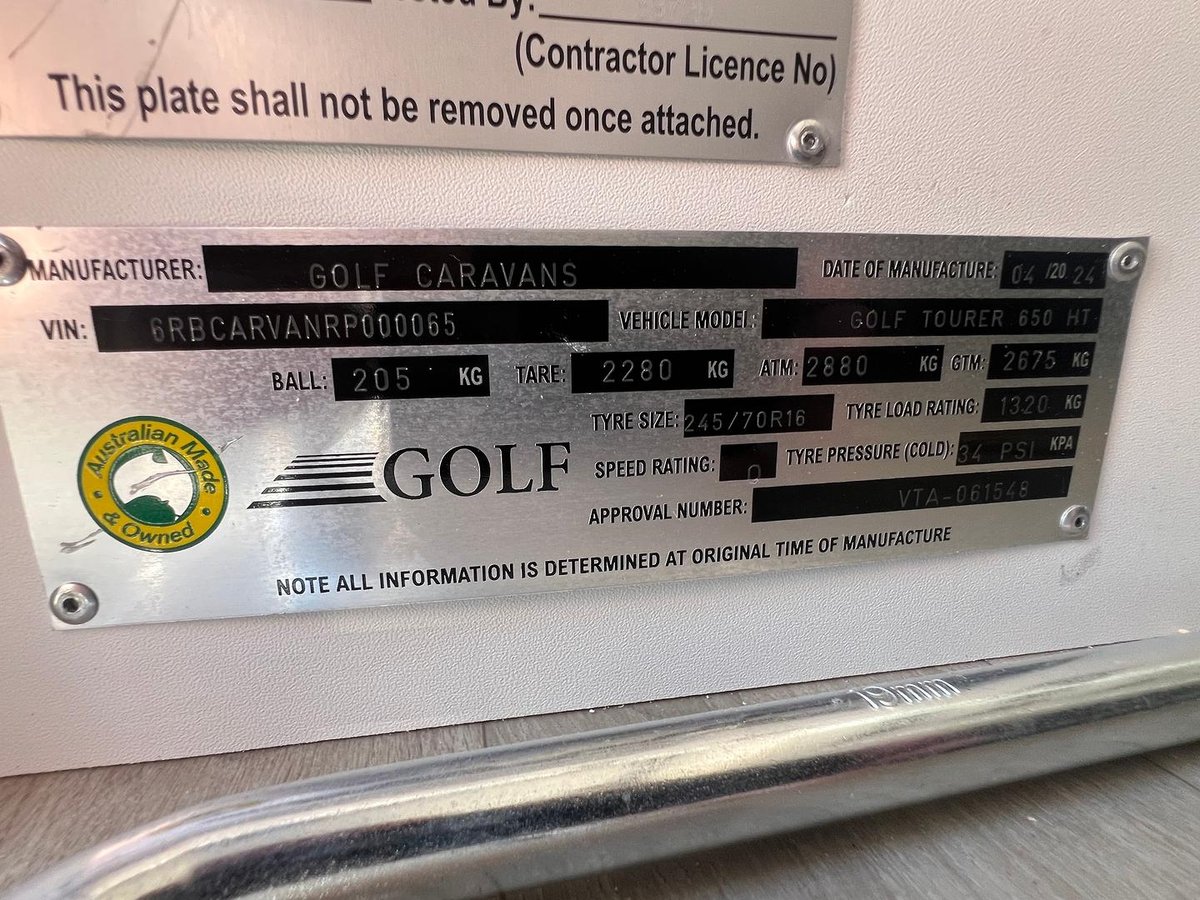 By:
(Contractor Licence No)
This plate shall not be removed once attached.
MANUFACTURER: GOLF CARAVANS DATE OF MANUFACTURE: 04 /20 24
VIN: 6RBCARVANRP000065 VEHICLE MODEL: GOLF TOURER 650 HT
BALL: 205 KG TARE: 2280 KG ATM: 2880 KG GTM: 2675 KG
TYRE SIZE: 245/70R16 TYRE LOAD RATING: 1320 KG
Australian Made & Owned
GOLF
SPEED RATING: Q TYRE PRESSURE (COLD): 34 PSI KPA
APPROVAL NUMBER: VTA-061548
NOTE ALL INFORMATION IS DETERMINED AT ORIGINAL TIME OF MANUFACTURE
19mm